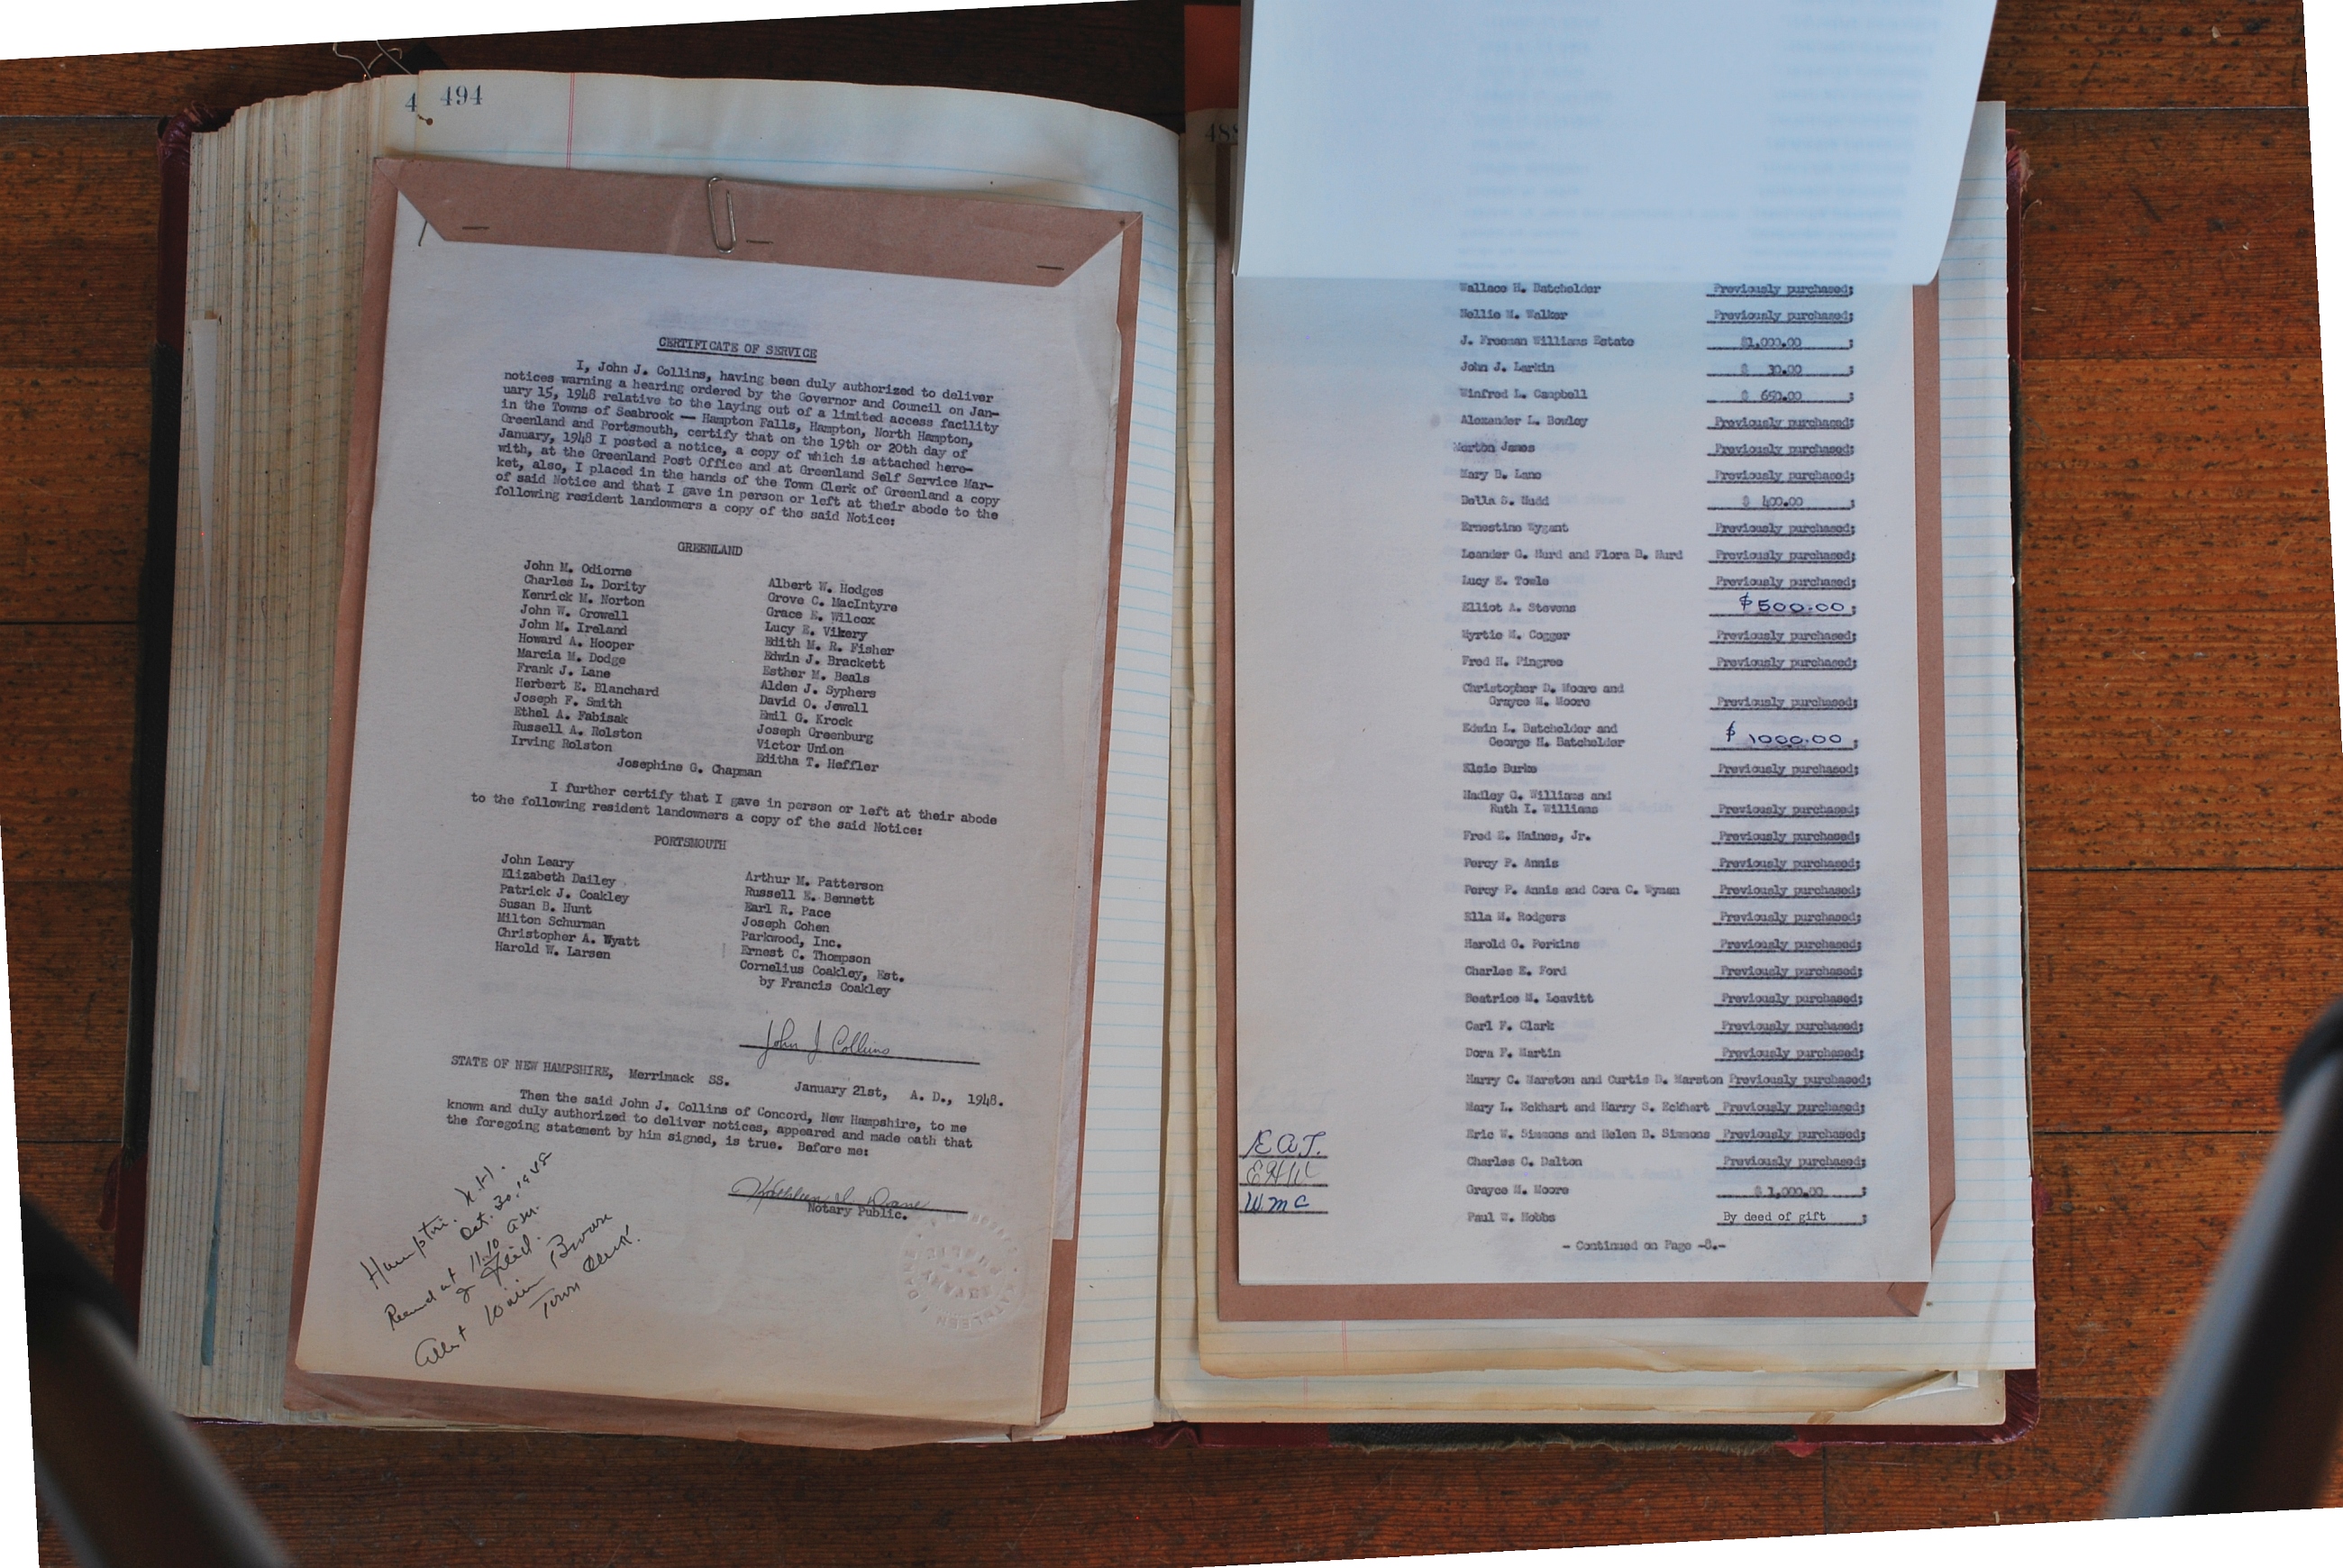 4 494
CERTIFICATE OF SERVICE
I, John J. Collins, having been duly authorized to deliver
notices warning a hearing ordered by the Governor and Council on Jan-
uary 15, 1948 relative to the laying out of a limited access facility
in the Towns of Seabrook — Hampton Falls, Hampton, North Hampton,
Greenland and Portsmouth, certify that on the 19th or 20th day of
January, 1948 I posted a notice, a copy of which is attached here-
with, at the Greenland Post Office and at Greenland Self Service Mar-
ket, also, I placed in the hands of the Town Clerk of Greenland a copy
of said Notice and that I gave in person or left at their abode to the
following resident landowners a copy of the said Notice:
GREENLAND
John M. Odiorne
Charles L. Dority
Kenrick M. Norton
John W. Crowell
John M. Ireland
Howard A. Hooper
Marcia M. Dodge
Frank J. Lane
Herbert E. Blanchard
Joseph F. Smith
Ethel A. Fabisak
Russell A. Rolston
Irving Rolston
Albert W. Hodges
Grove C. MacIntyre
Grace E. Wilcox
Lucy E. Vikery
Edith M. R. Fisher
Edwin J. Brackett
Esther M. Beals
Alden J. Syphers
David O. Jewell
Emil G. Krock
Joseph Greenburg
Victor Union
Editha T. Heffler
Josephine G. Chapman
I further certify that I gave in person or left at their abode
to the following resident landowners a copy of the said Notice:
PORTSMOUTH
John Leary
Elizabeth Dailey
Patrick J. Coakley
Susan B. Hunt
Milton Schurman
Christopher A. Wyatt
Harold W. Larsen
Arthur M. Patterson
Russell E. Bennett
Earl R. Pace
Joseph Cohen
Parkwood, Inc.
Ernest C. Thompson
Cornelius Coakley, Est.
by Francis Coakley
John J Collins
STATE OF NEW HAMPSHIRE, Merrimack SS. January 21st, A. D., 1948.
Then the said John J. Collins of Concord, New Hampshire, to me
known and duly authorized to deliver notices, appeared and made oath that
the foregoing statement by him signed, is true. Before me:
Kathleen
Notary Public.
Hampton. N.H.
Oct. 30, 1948
Received at 11:10 A.M.
Town Clerk.
Wallace H. Batchelder Previously purchased;
Nellie M. Walker Previously purchased;
J. Freeman Williams Estate $1,000.00 ;
John J. Larkin $ 30.00 ;
Winfred L. Campbell $ 650.00 ;
Alexander L. Bowley Previously purchased;
Morton James Previously purchased;
Mary B. Lane Previously purchased;
Della S. Nudd $ 400.00 ;
Ernestine Wygant Previously purchased;
Leander G. Hurd and Flora B. Hurd Previously purchased;
Lucy E. Towle Previously purchased;
Elliot A. Stevens $500.00 ;
Myrtie M. Cogger Previously purchased;
Fred H. Pingree Previously purchased;
Christopher D. Moore and
Grayce M. Moore Previously purchased;
Edwin L. Batchelder and
George H. Batchelder $ 1000.00 ;
Elsie Burke Previously purchased;
Hadley G. Williams and
Ruth I. Williams Previously purchased;
Fred E. Haines, Jr. Previously purchased;
Percy P. Annis Previously purchased;
Percy P. Annis and Cora C. Wyman Previously purchased;
Ella M. Rodgers Previously purchased;
Harold G. Perkins Previously purchased;
Charles E. Ford Previously purchased;
Beatrice M. Leavitt Previously purchased;
Carl F. Clark Previously purchased;
Dora F. Martin Previously purchased;
Harry C. Marston and Curtis D. Marston Previously purchased;
Mary L. Eckhart and Harry S. Eckhart Previously purchased;
Eric W. Simmons and Helen B. Simmons Previously purchased;
Charles C. Dalton Previously purchased;
Grayce M. Moore $ 1,000.00 ;
Paul W. Hobbs By deed of gift ;
E.A.T.
W.M.C
- Continued on Page -8.-